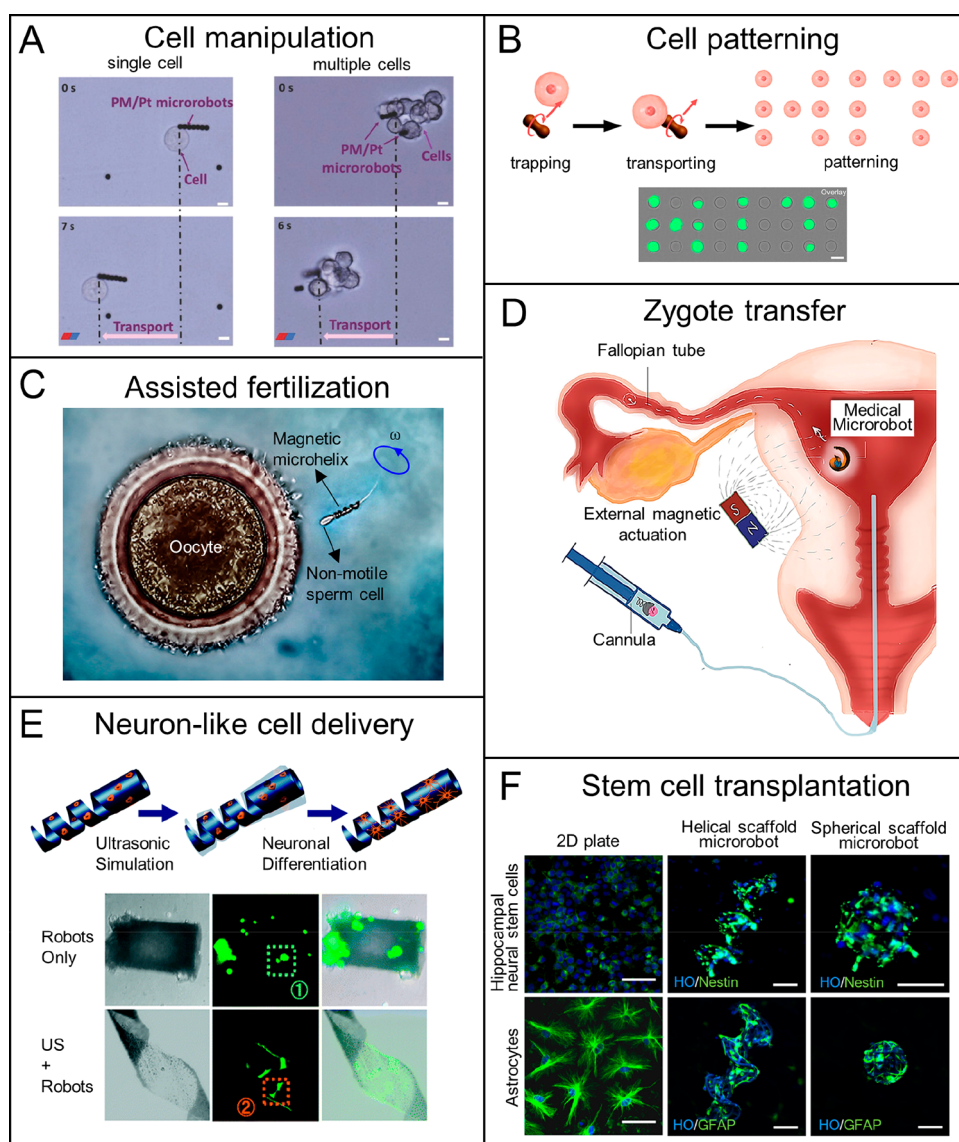 A
Cell manipulation
single cell
multiple cells
0 s
PM/Pt microrobots
Cell
0 s
PM/Pt
microrobots
Cells
7 s
Transport
6 s
Transport
B
Cell patterning
trapping
transporting
patterning
Overlay
C
Assisted fertilization
Magnetic
microhelix
ω
Oocyte
Non-motile
sperm cell
D
Zygote transfer
Fallopian tube
Medical
Microrobot
External magnetic
actuation
S
N
Cannula
E
Neuron-like cell delivery
Ultrasonic
Simulation
Neuronal
Differentiation
Robots
Only
①
US
+
Robots
②
F
Stem cell transplantation
2D plate
Helical scaffold
microrobot
Spherical scaffold
microrobot
Hippocampal
neural stem cells
HO/Nestin
HO/Nestin
Astrocytes
HO/GFAP
HO/GFAP